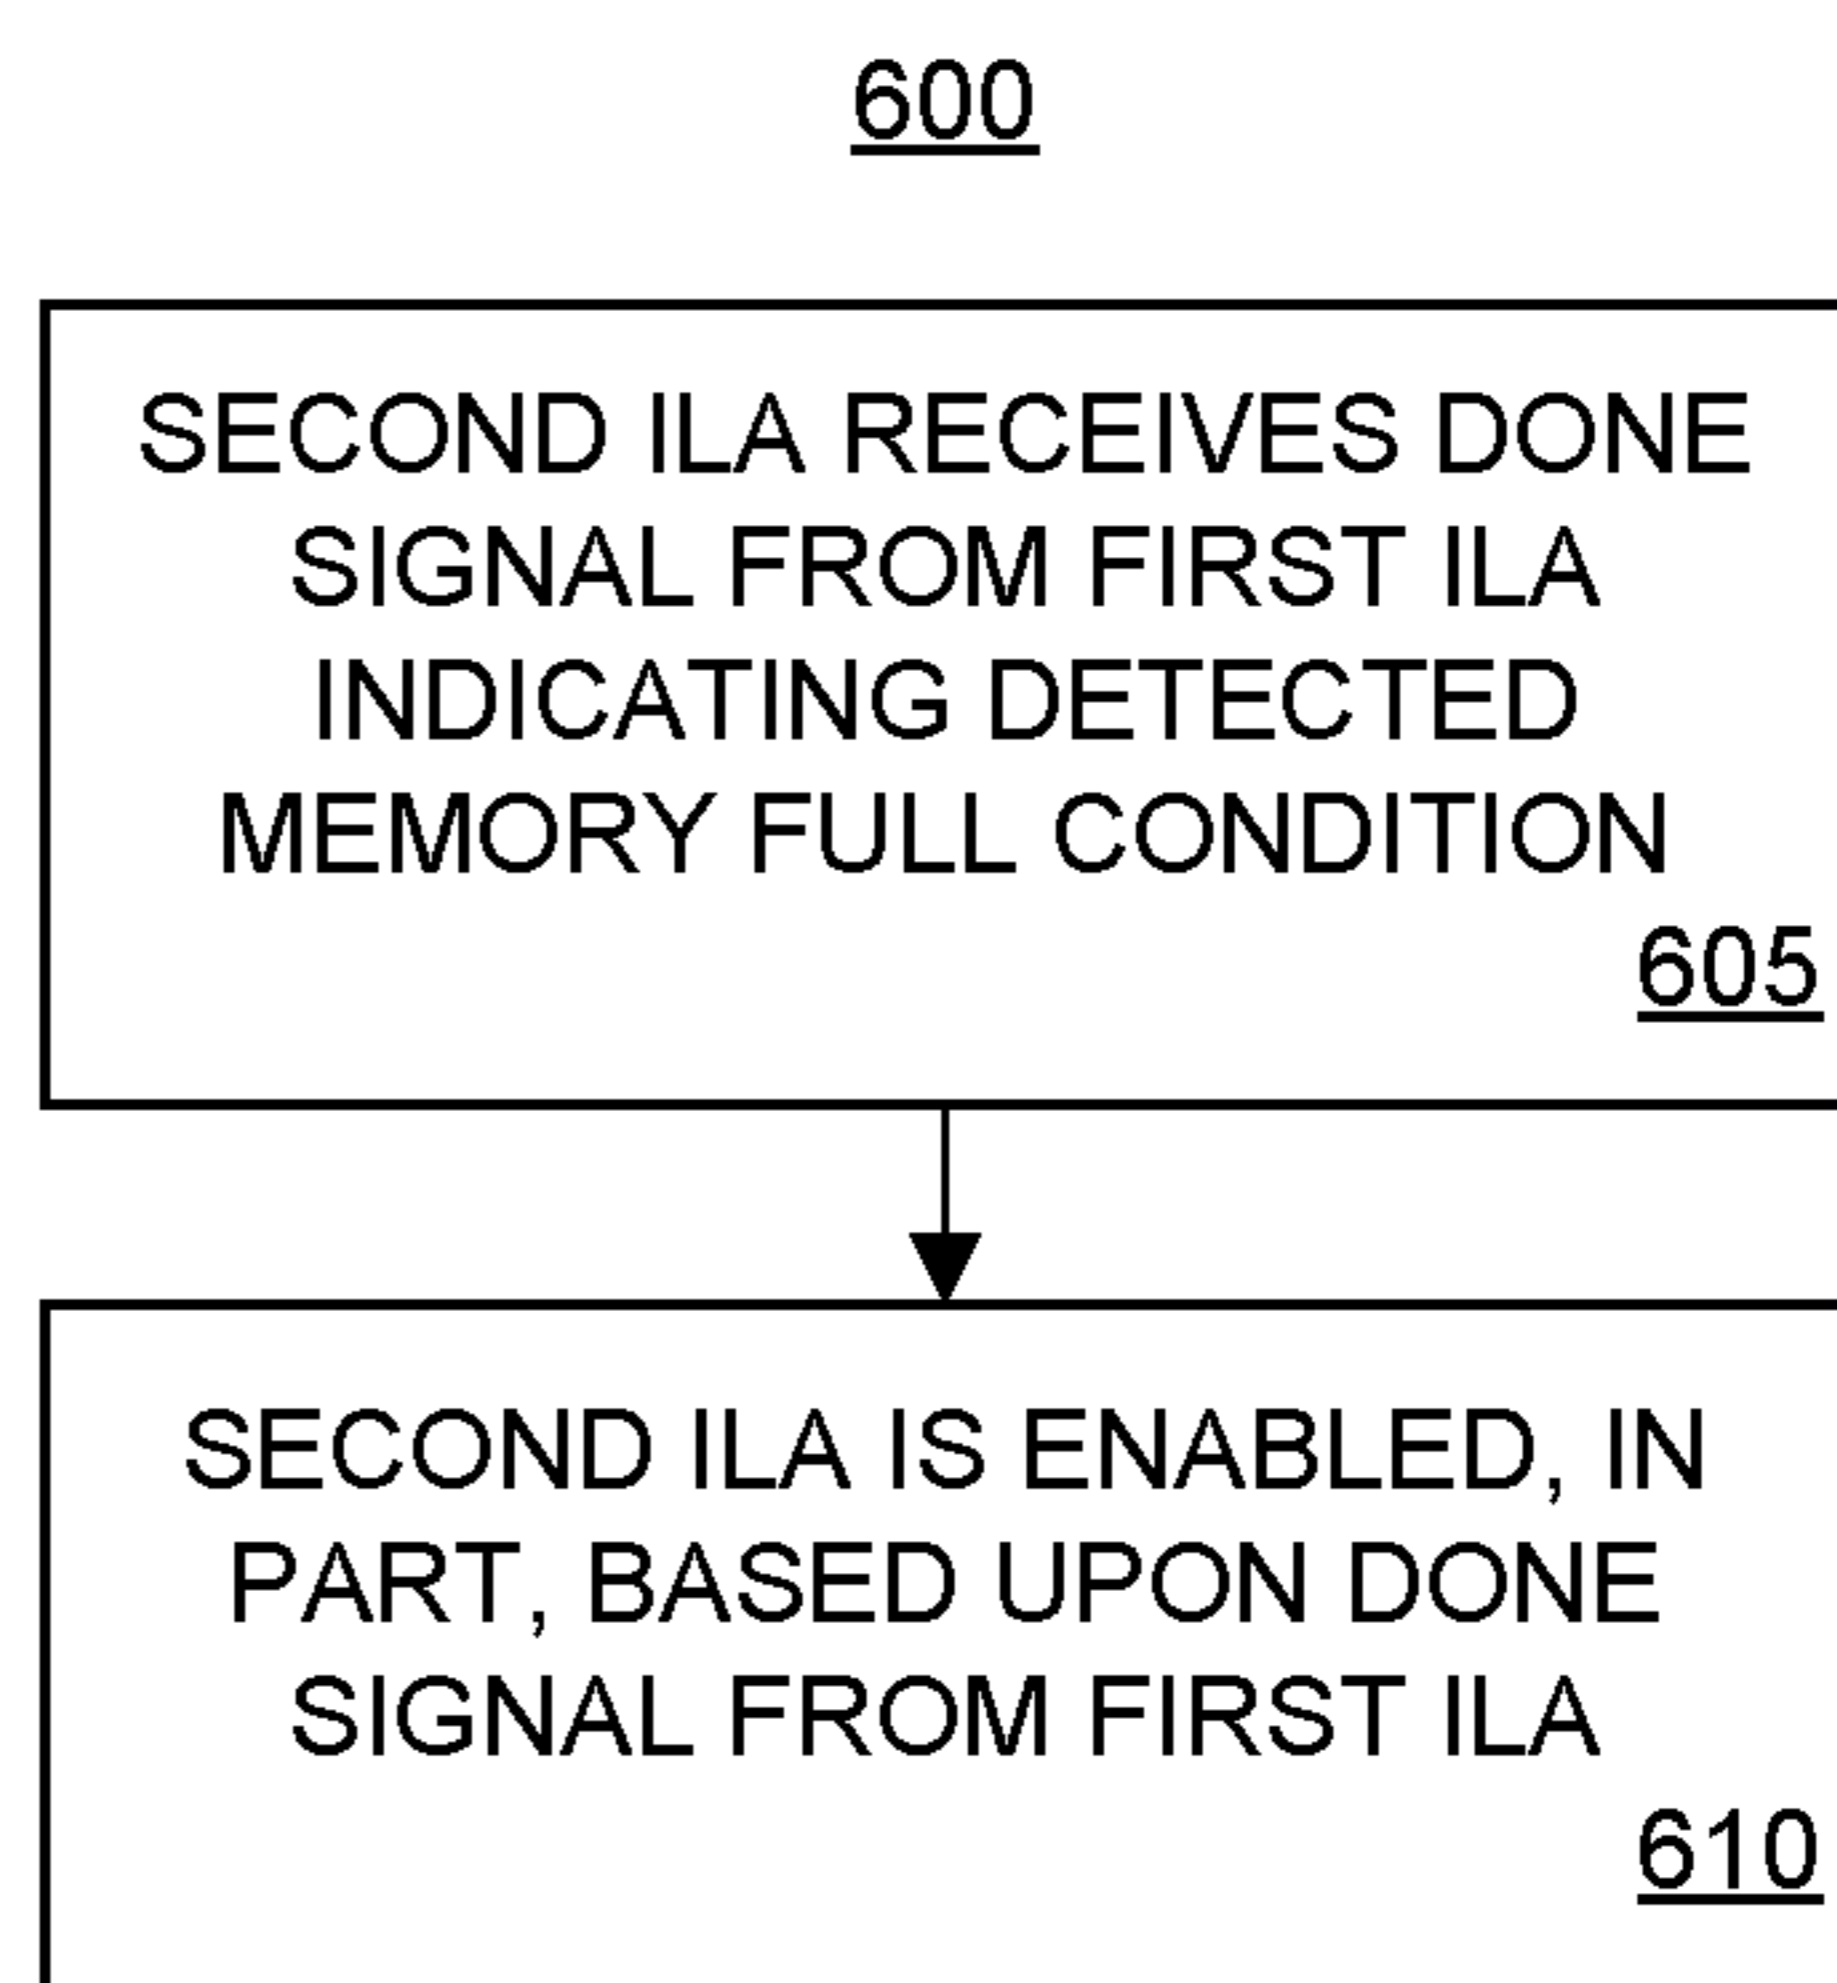 600
SECOND ILA RECEIVES DONE
SIGNAL FROM FIRST ILA
INDICATING DETECTED
MEMORY FULL CONDITION
605
SECOND ILA IS ENABLED, IN
PART, BASED UPON DONE
SIGNAL FROM FIRST ILA
610